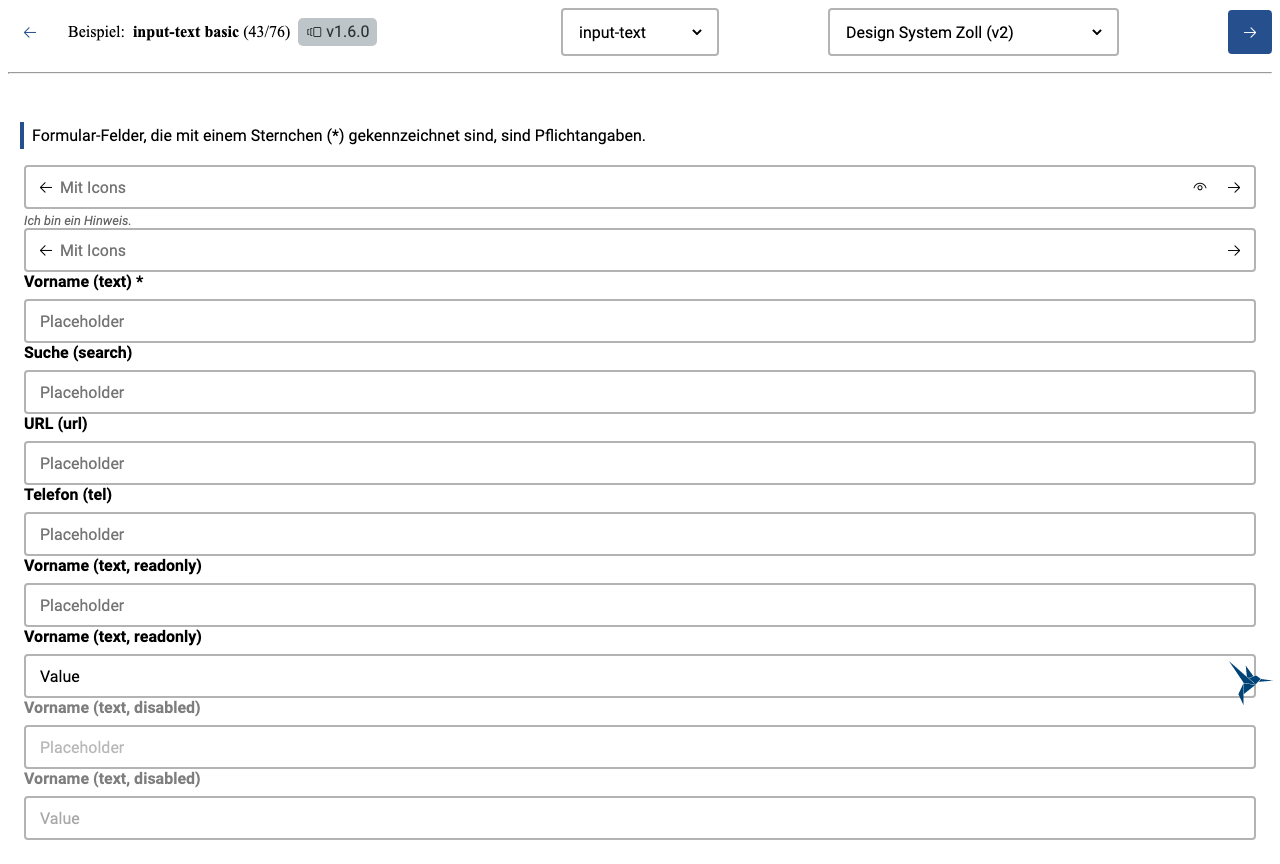 Beispiel: input-text basic (43/76) v1.6.0 input-text Design System Zoll (v2)
Formular-Felder, die mit einem Sternchen (*) gekennzeichnet sind, sind Pflichtangaben.
Mit Icons
Ich bin ein Hinweis.
Mit Icons
Vorname (text) *
Placeholder
Suche (search)
Placeholder
URL (url)
Placeholder
Telefon (tel)
Placeholder
Vorname (text, readonly)
Placeholder
Vorname (text, readonly)
Value
Vorname (text, disabled)
Placeholder
Vorname (text, disabled)
Value